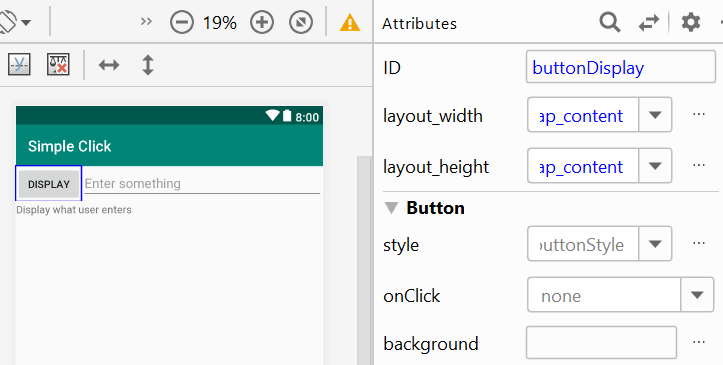 19%
Attributes
ID
buttonDisplay
layout_width
ap_content
layout_height
ap_content
Button
style
buttonStyle
onClick
none
background
8:00
Simple Click
DISPLAY
Enter something
Display what user enters